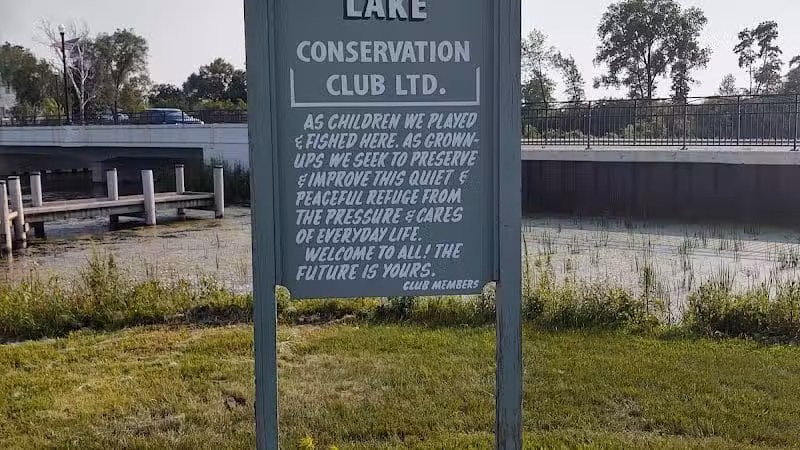 LAKE
CONSERVATION
CLUB LTD.
AS CHILDREN WE PLAYED
& FISHED HERE. AS GROWN-
UPS WE SEEK TO PRESERVE
& IMPROVE THIS QUIET &
PEACEFUL REFUGE FROM
THE PRESSURE & CARES
OF EVERYDAY LIFE.
WELCOME TO ALL! THE
FUTURE IS YOURS.
CLUB MEMBERS